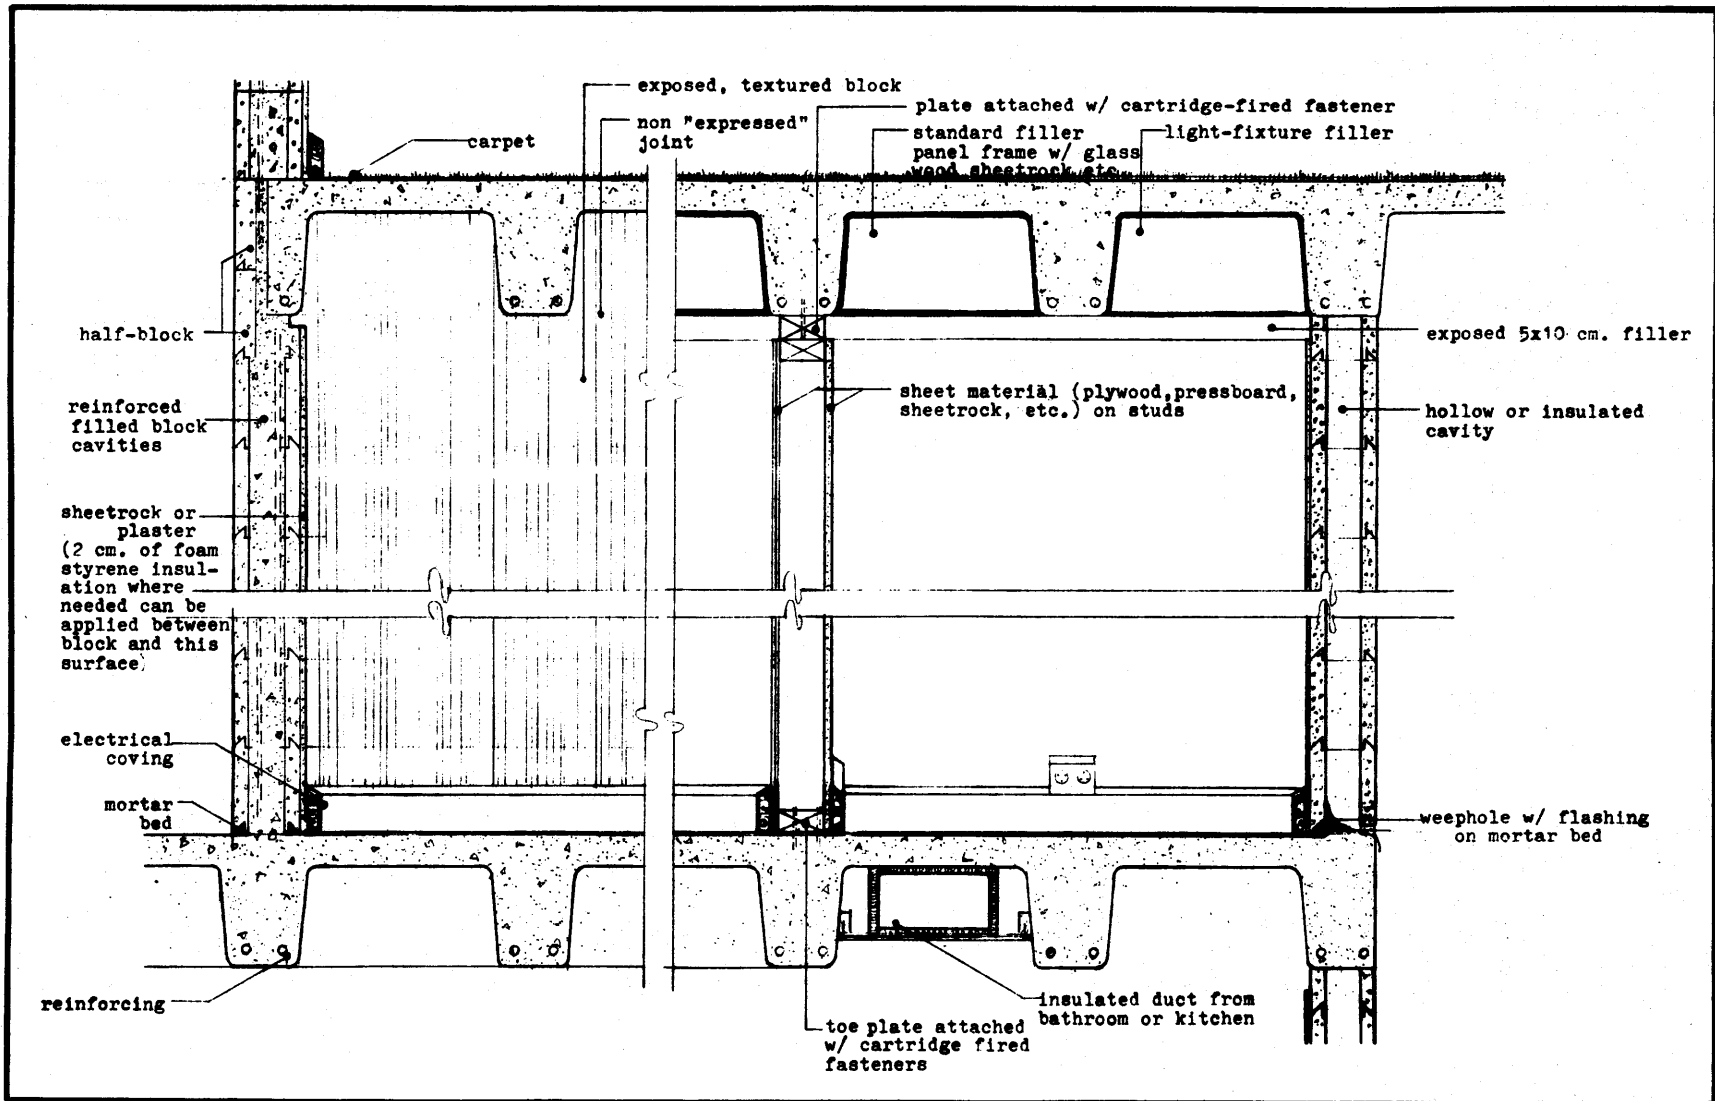 exposed, textured block
plate attached w/ cartridge-fired fastener
non "expressed"
joint
carpet
standard filler
panel frame w/ glass
wood sheetrock etc.
light-fixture filler
half-block
exposed 5x10 cm. filler
sheet material (plywood,pressboard,
sheetrock, etc.) on studs
reinforced
filled block
cavities
hollow or insulated
cavity
sheetrock or
plaster
(2 cm. of foam
styrene insul-
ation where
needed can be
applied between
block and this
surface)
electrical
coving
mortar
bed
weephole w/ flashing
on mortar bed
reinforcing
insulated duct from
bathroom or kitchen
toe plate attached
w/ cartridge fired
fasteners